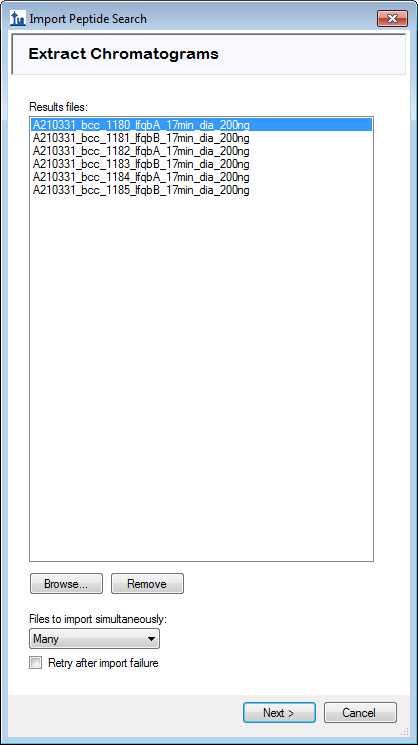 Import Peptide Search
Extract Chromatograms
Results files:
A210331_bcc_1180_lfqbA_17min_dia_200ng
A210331_bcc_1181_lfqbB_17min_dia_200ng
A210331_bcc_1182_lfqbA_17min_dia_200ng
A210331_bcc_1183_lfqbB_17min_dia_200ng
A210331_bcc_1184_lfqbA_17min_dia_200ng
A210331_bcc_1185_lfqbB_17min_dia_200ng
Browse... Remove
Files to import simultaneously:
Many
Retry after import failure
Next > Cancel